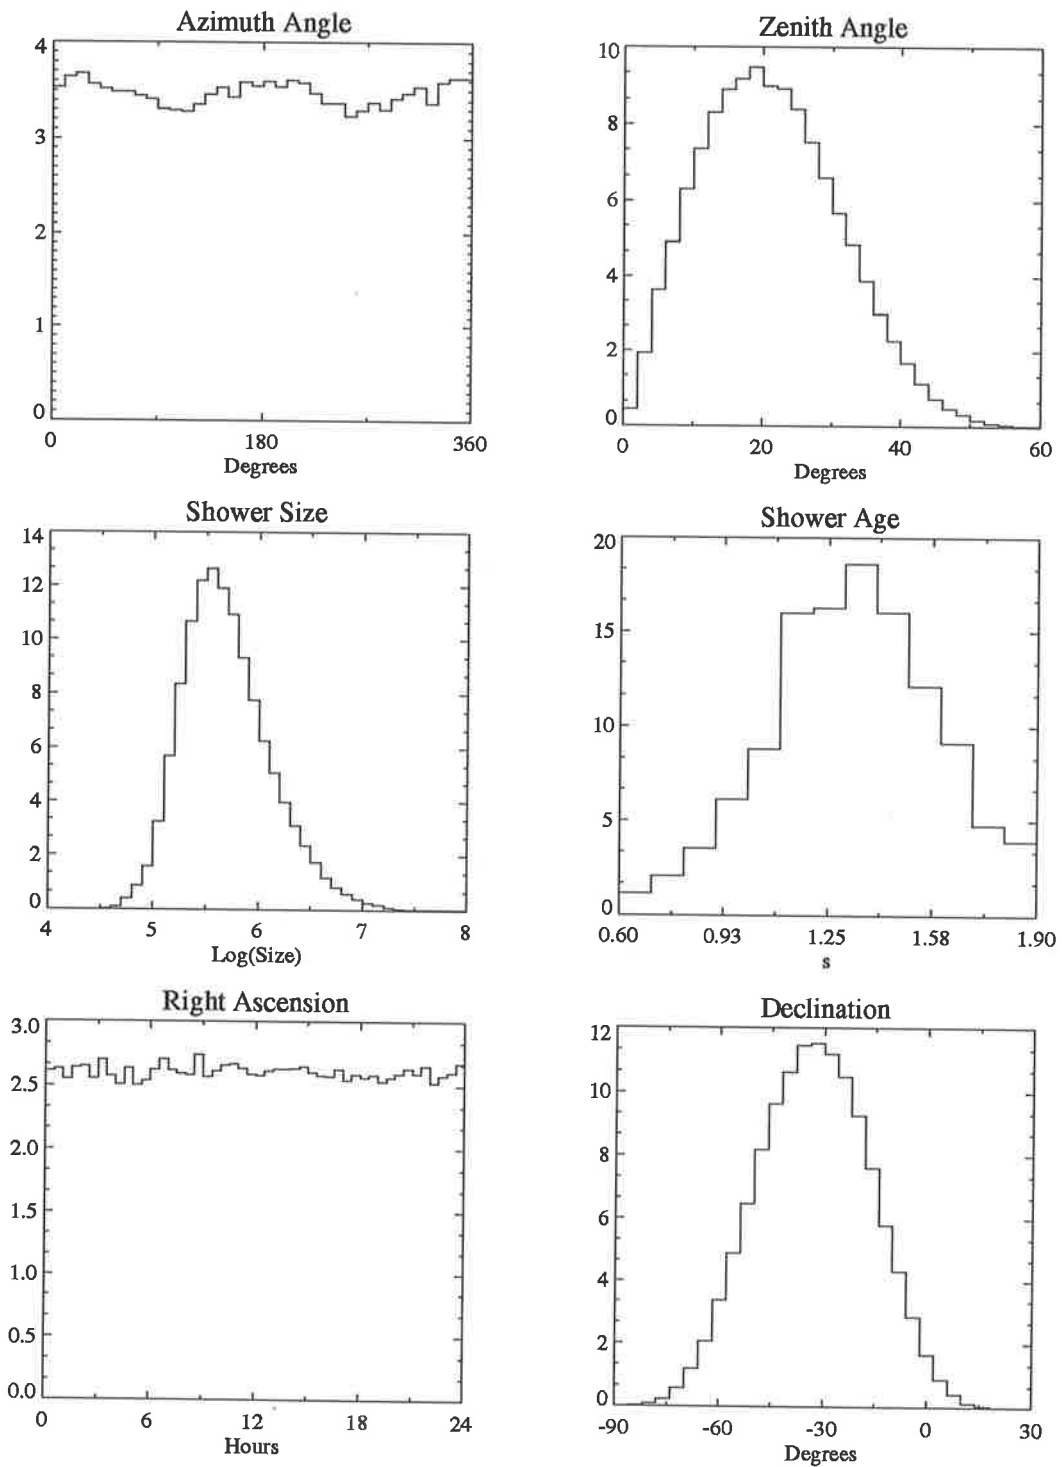 Azimuth Angle
4
3
2
1
0
0 180 360
Degrees
Zenith Angle
10
8
6
4
2
0
0 20 40 60
Degrees
Shower Size
14
12
10
8
6
4
2
0
4 5 6 7 8
Log(Size)
Shower Age
20
15
10
5
0
0.60 0.93 1.25 1.58 1.90
s
Right Ascension
3.0
2.5
2.0
1.5
1.0
0.5
0.0
0 6 12 18 24
Hours
Declination
12
10
8
6
4
2
0
-90 -60 -30 0 30
Degrees